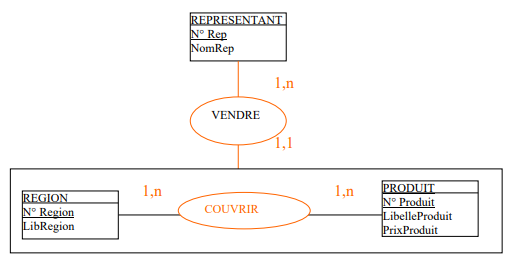 REPRESENTANT
N° Rep
NomRep
1,n
VENDRE
1,1
1,n
1,n
REGION
N° Region
LibRegion
COUVRIR
PRODUIT
N° Produit
LibelleProduit
PrixProduit